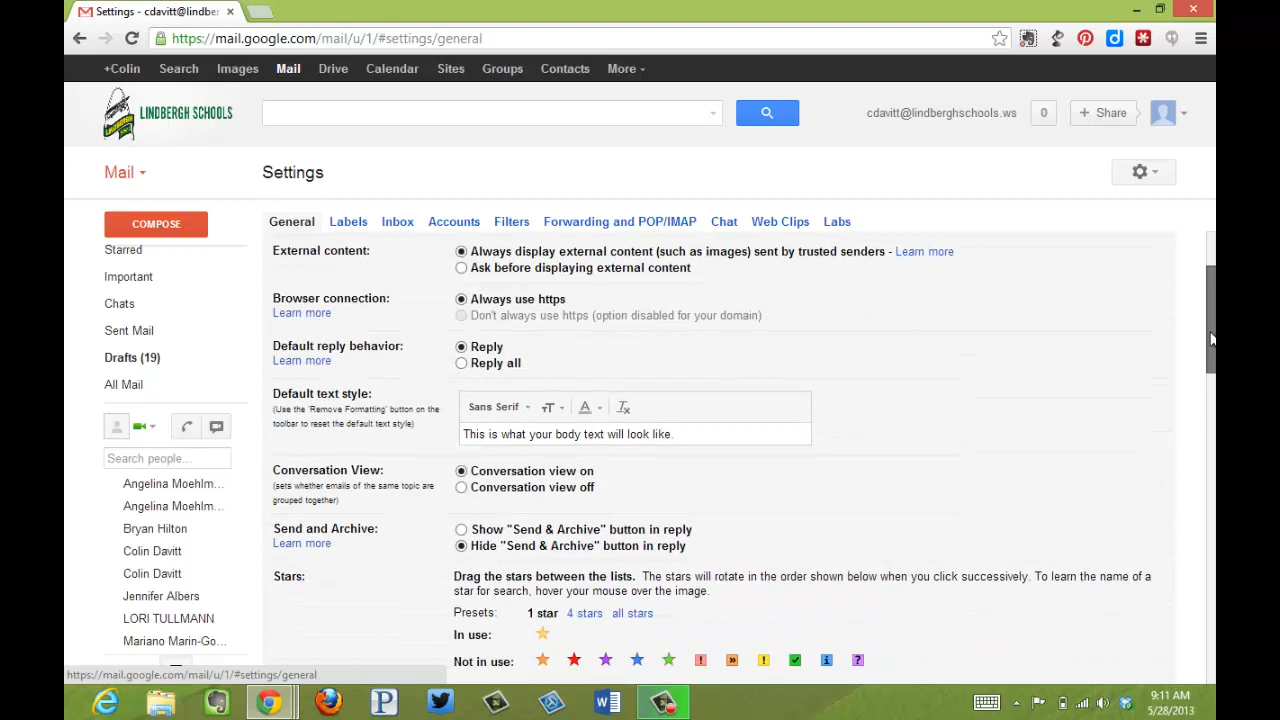 Settings - cdavitt@lindber
https://mail.google.com/mail/u/1/#settings/general
+Colin Search Images Mail Drive Calendar Sites Groups Contacts More
LINDBERGH SCHOOLS
cdavitt@lindberghschools.ws 0 + Share
Mail Settings
COMPOSE
General Labels Inbox Accounts Filters Forwarding and POP/IMAP Chat Web Clips Labs
Starred
Important
Chats
Sent Mail
Drafts (19)
All Mail
Search people...
Angelina Moehlm...
Angelina Moehlm...
Bryan Hilton
Colin Davitt
Colin Davitt
Jennifer Albers
LORI TULLMANN
Mariano Marin-Go...
External content: Always display external content (such as images) sent by trusted senders - Learn more
Ask before displaying external content
Browser connection: Always use https
Learn more Don't always use https (option disabled for your domain)
Default reply behavior: Reply
Learn more Reply all
Default text style:
(Use the 'Remove Formatting' button on the
toolbar to reset the default text style)
Sans Serif TT A Tx
This is what your body text will look like.
Conversation View: Conversation view on
(sets whether emails of the same topic are
grouped together)
Conversation view off
Send and Archive: Show "Send & Archive" button in reply
Learn more Hide "Send & Archive" button in reply
Stars: Drag the stars between the lists. The stars will rotate in the order shown below when you click successively. To learn the name of a
star for search, hover your mouse over the image.
Presets: 1 star 4 stars all stars
In use:
Not in use: ! » ! i ?
https://mail.google.com/mail/u/1/#settings/general
9:11 AM
5/28/2013